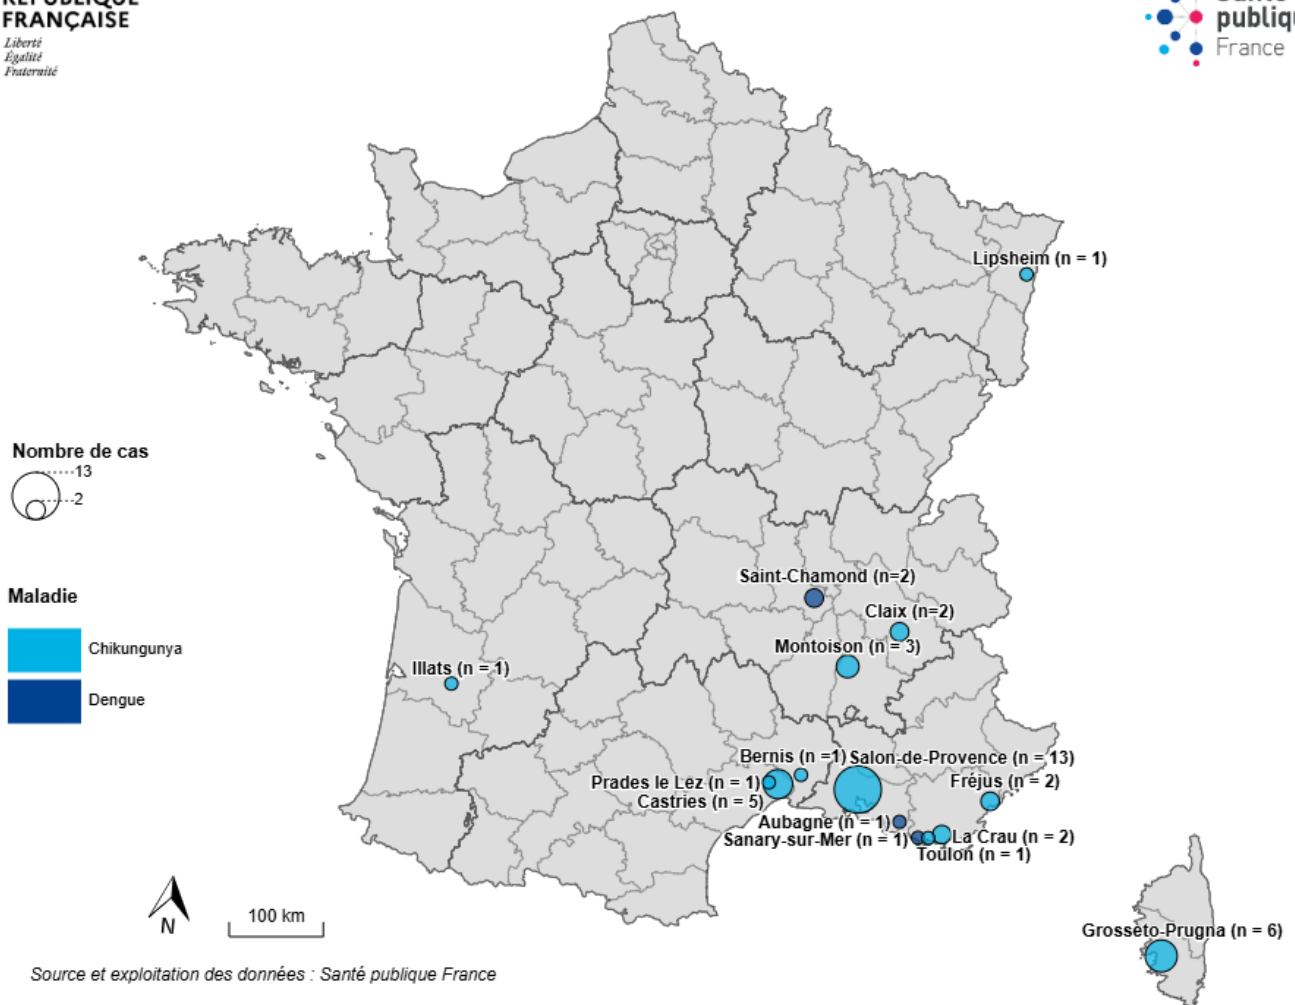 RÉPUBLIQUE
FRANÇAISE
Liberté
Égalité
Fraternité
publiqu
France
Lipsheim (n = 1)
Nombre de cas
13
2
Saint-Chamond (n=2)
Maladie
Claix (n=2)
Chikungunya
Montoison (n = 3)
Illats (n = 1)
Dengue
Bernis (n =1)
Salon-de-Provence (n = 13)
Prades le Lez (n = 1)
Fréjus (n = 2)
Castries (n = 5)
Aubagne (n = 1)
Sanary-sur-Mer (n = 1)
La Crau (n = 2)
Toulon (n = 1)
N
100 km
Grosseto-Prugna (n = 6)
Source et exploitation des données : Santé publique France